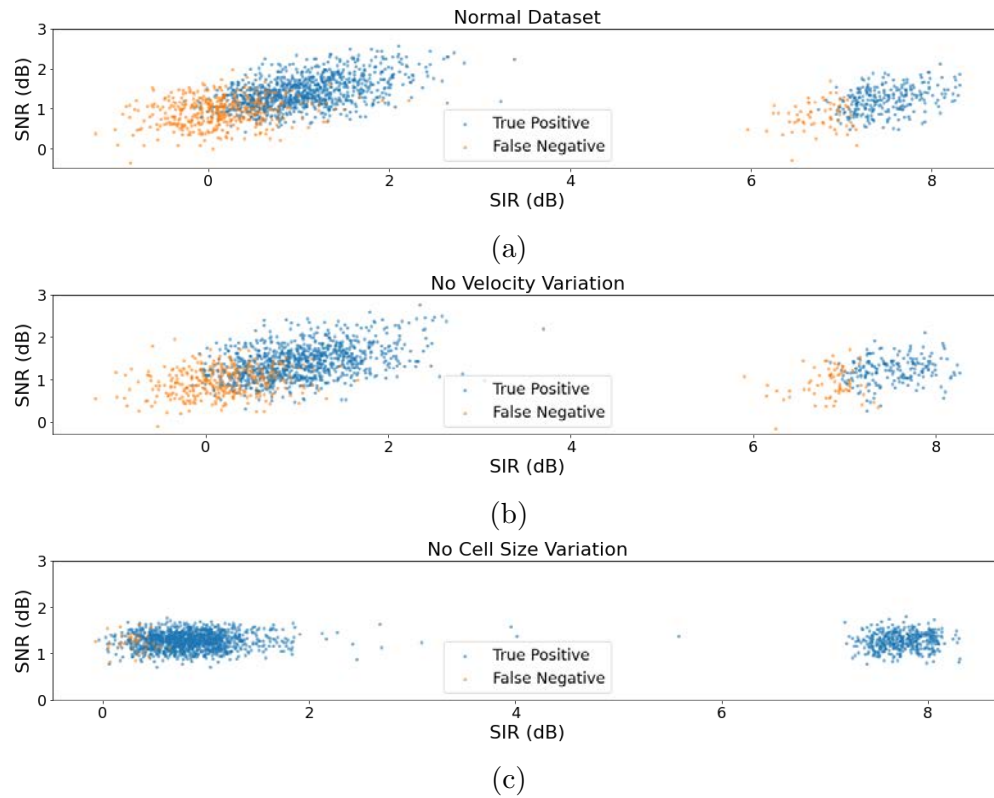 Normal Dataset
3
2
1
0
SNR (dB)
True Positive
False Negative
0 2 4 6 8
SIR (dB)
(a)
No Velocity Variation
3
2
1
0
SNR (dB)
True Positive
False Negative
0 2 4 6 8
SIR (dB)
(b)
No Cell Size Variation
3
2
1
0
SNR (dB)
True Positive
False Negative
0 2 4 6 8
SIR (dB)
(c)